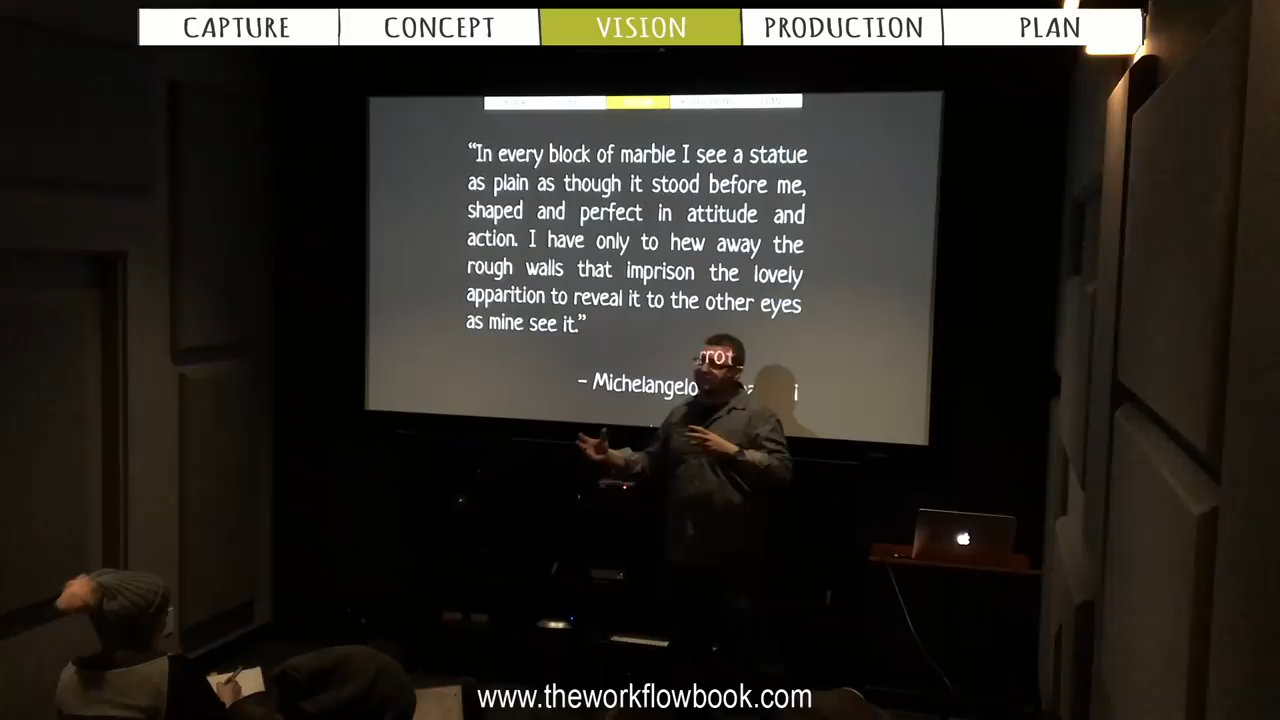 CAPTURE CONCEPT VISION PRODUCTION PLAN
“In every block of marble I see a statue
as plain as though it stood before me,
shaped and perfect in attitude and
action. I have only to hew away the
rough walls that imprison the lovely
apparition to reveal it to the other eyes
as mine see it.”
rrot
– Michelangelo
www.theworkflowbook.com